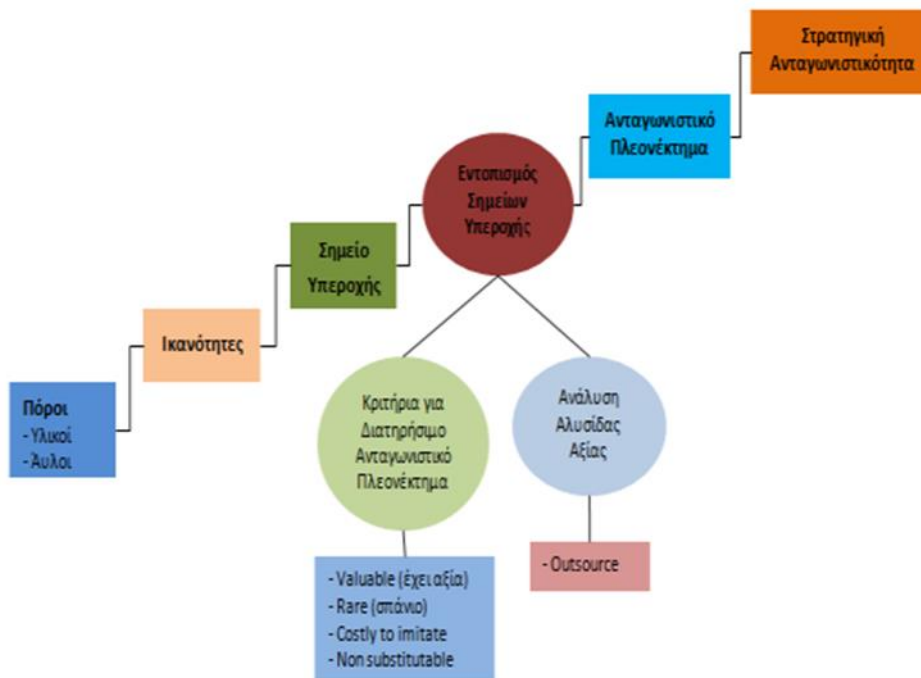 Στρατηγική
Ανταγωνιστικότητα
Ανταγωνιστικό
Πλεονέκτημα
Εντοπισμός
Σημείων
Υπεροχής
Σημείο
Υπεροχής
Ικανότητες
Πόροι
- Υλικοί
- Άυλοι
Κριτήρια για
Διατηρήσιμο
Ανταγωνιστικό
Πλεονέκτημα
Ανάλυση
Αλυσίδας
Αξίας
- Valuable (έχει αξία)
- Rare (σπάνιο)
- Costly to imitate
- Non substitutable
- Outsource